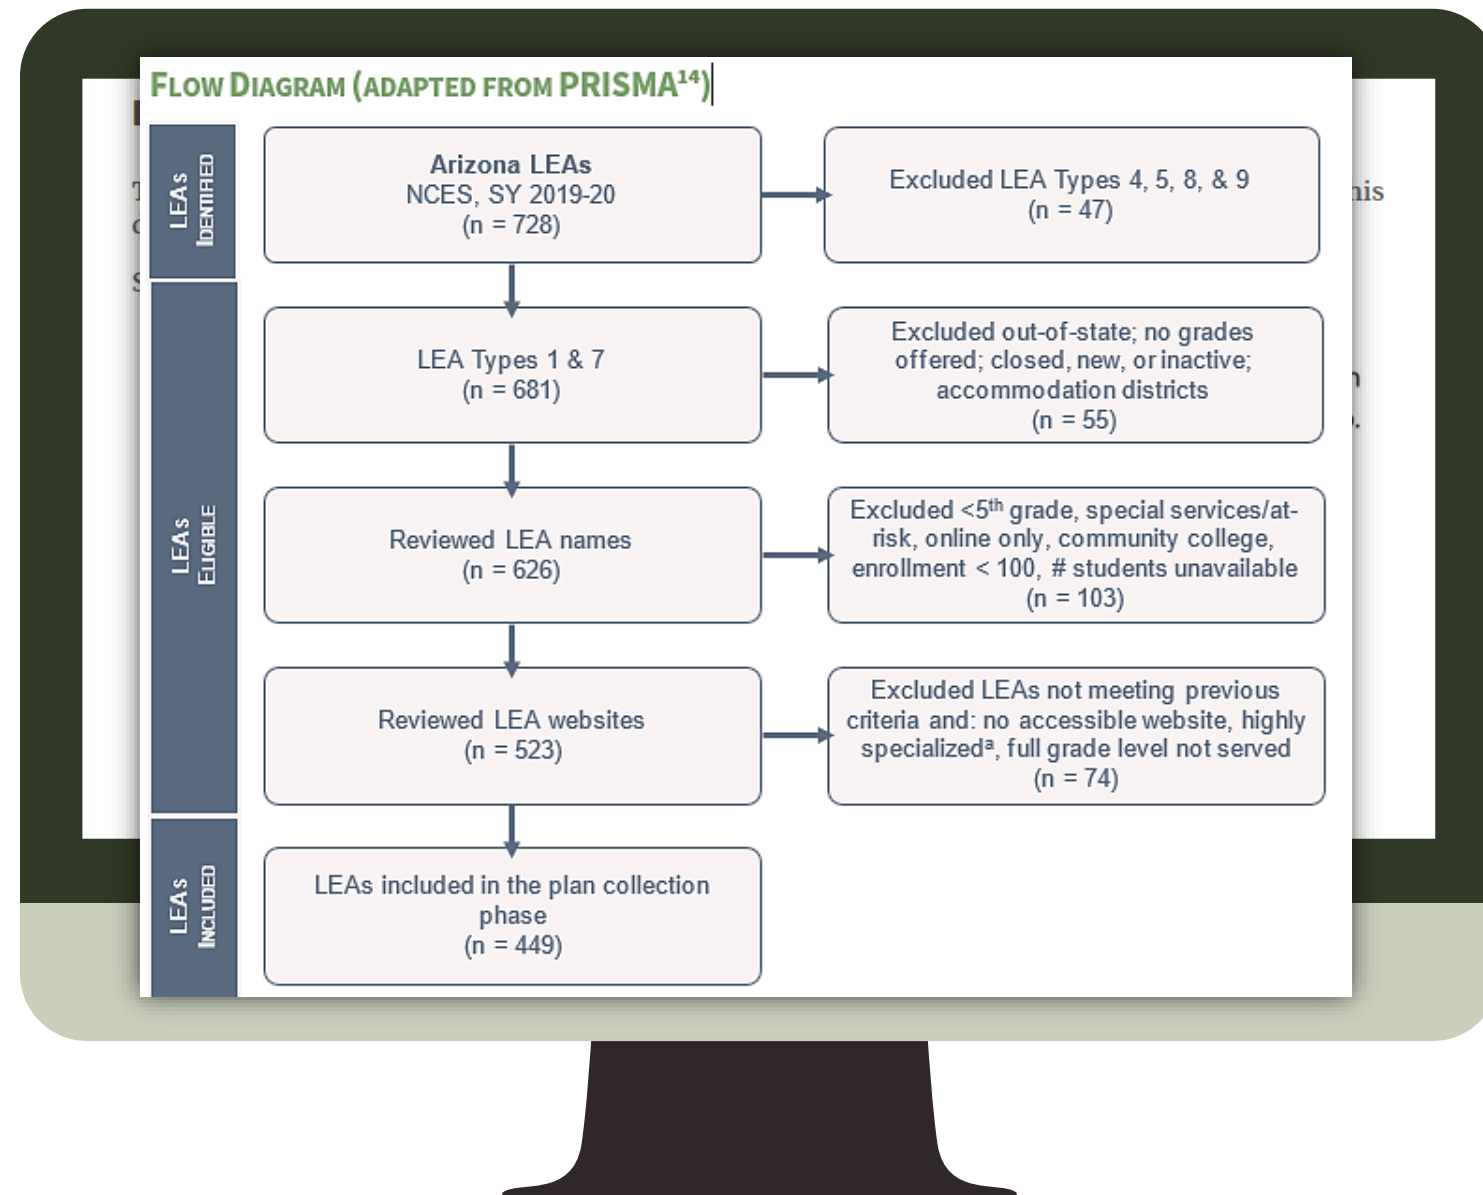 FLOW DIAGRAM (ADAPTED FROM PRISMA¹⁴)
LEAs
IDENTIFIED
Arizona LEAs
NCES, SY 2019-20
(n = 728)
Excluded LEA Types 4, 5, 8, & 9
(n = 47)
his
LEAs
ELIGIBLE
LEA Types 1 & 7
(n = 681)
Excluded out-of-state; no grades
offered; closed, new, or inactive;
accommodation districts
(n = 55)
Reviewed LEA names
(n = 626)
Excluded <5ᵗʰ grade, special services/at-
risk, online only, community college,
enrollment < 100, # students unavailable
(n = 103)
Reviewed LEA websites
(n = 523)
Excluded LEAs not meeting previous
criteria and: no accessible website, highly
specializedᵃ, full grade level not served
(n = 74)
LEAs
INCLUDED
LEAs included in the plan collection
phase
(n = 449)